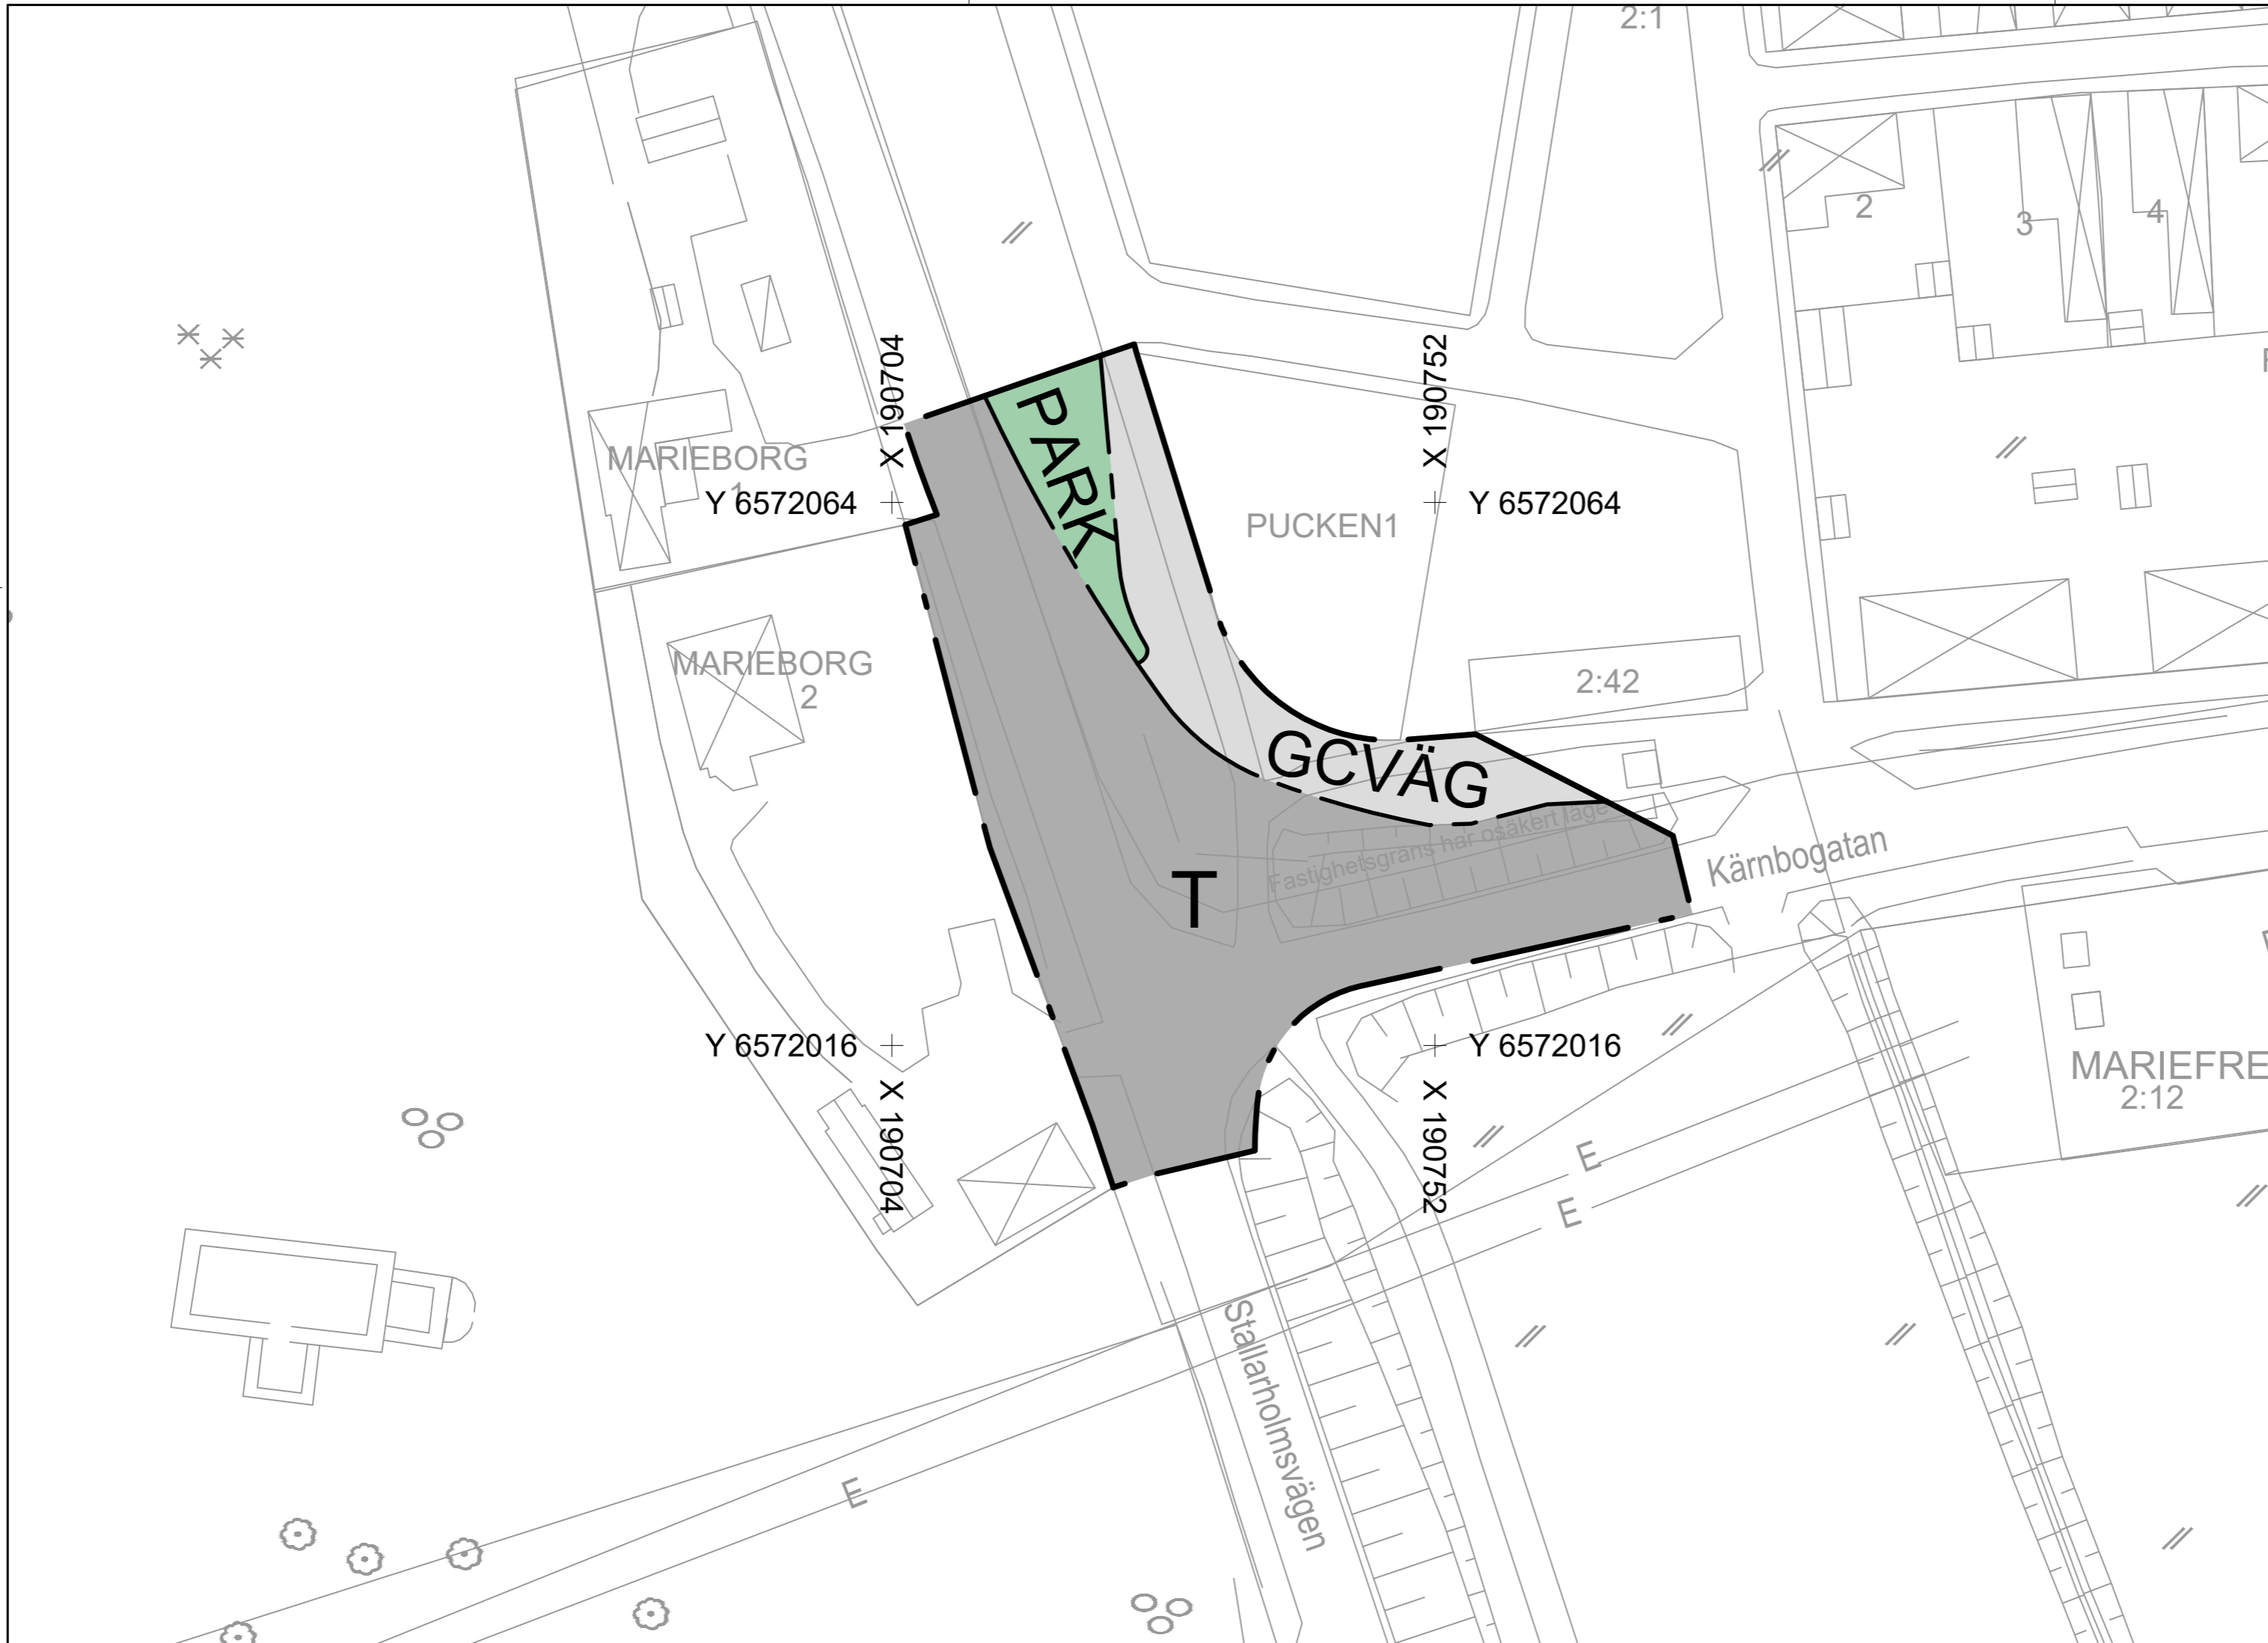 2:1
2
3
4
X 190704
X 190752
PARK
MARIEBORG
1
Y 6572064
Y 6572064
PUCKEN1
MARIEBORG
2
2:42
GCVÄG
Fastighetsgräns har osäkert läge
Kärnbogatan
T
Y 6572016
Y 6572016
X 190704
X 190752
MARIEFRE
2:12
E
E
Stallarholmsvägen
E